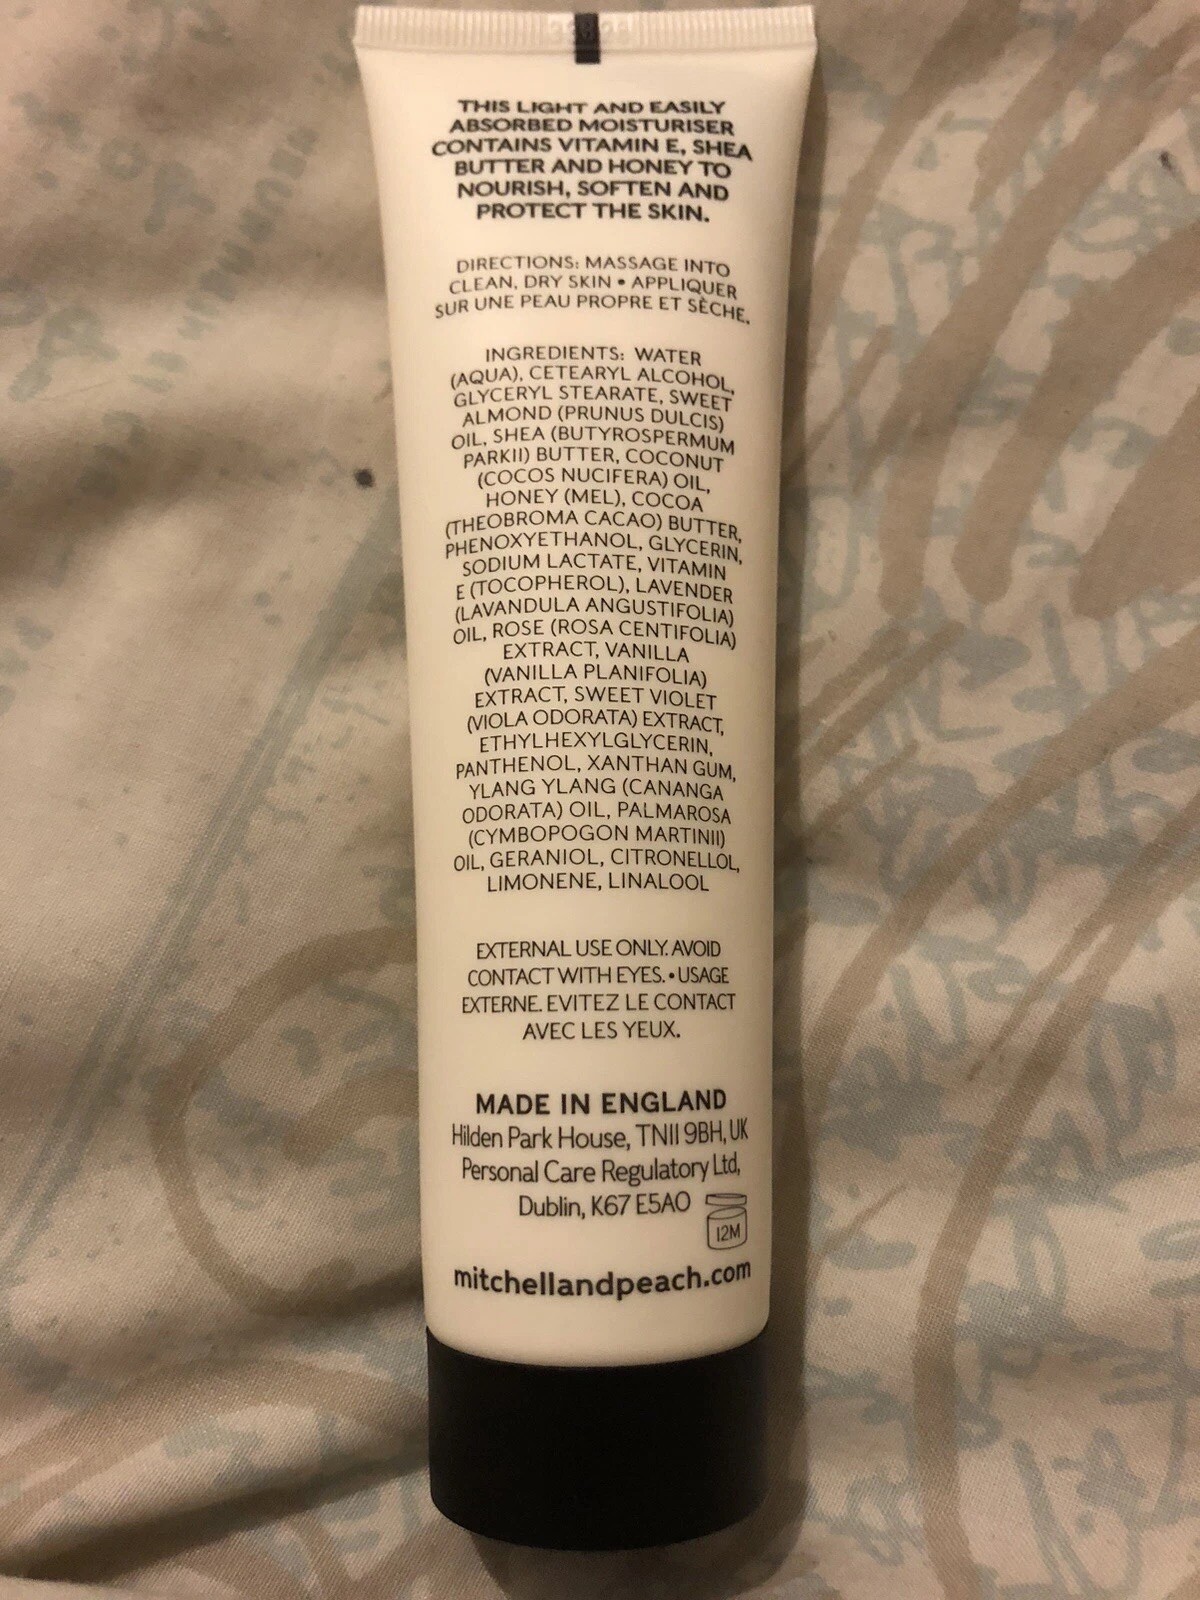 THIS LIGHT AND EASILY
ABSORBED MOISTURISER
CONTAINS VITAMIN E, SHEA
BUTTER AND HONEY TO
NOURISH, SOFTEN AND
PROTECT THE SKIN.
DIRECTIONS: MASSAGE INTO
CLEAN, DRY SKIN • APPLIQUER
SUR UNE PEAU PROPRE ET SÈCHE.
INGREDIENTS: WATER
(AQUA), CETEARYL ALCOHOL,
GLYCERYL STEARATE, SWEET
ALMOND (PRUNUS DULCIS)
OIL, SHEA (BUTYROSPERMUM
PARKII) BUTTER, COCONUT
(COCOS NUCIFERA) OIL,
HONEY (MEL), COCOA
(THEOBROMA CACAO) BUTTER,
PHENOXYETHANOL, GLYCERIN,
SODIUM LACTATE, VITAMIN
E (TOCOPHEROL), LAVENDER
(LAVANDULA ANGUSTIFOLIA)
OIL, ROSE (ROSA CENTIFOLIA)
EXTRACT, VANILLA
(VANILLA PLANIFOLIA)
EXTRACT, SWEET VIOLET
(VIOLA ODORATA) EXTRACT,
ETHYLHEXYLGLYCERIN,
PANTHENOL, XANTHAN GUM,
YLANG YLANG (CANANGA
ODORATA) OIL, PALMAROSA
(CYMBOPOGON MARTINII)
OIL, GERANIOL, CITRONELLOL,
LIMONENE, LINALOOL
EXTERNAL USE ONLY. AVOID
CONTACT WITH EYES. • USAGE
EXTERNE. EVITEZ LE CONTACT
AVEC LES YEUX.
MADE IN ENGLAND
Hilden Park House, TN11 9BH, UK
Personal Care Regulatory Ltd,
Dublin, K67 E5A0
12M
mitchellandpeach.com